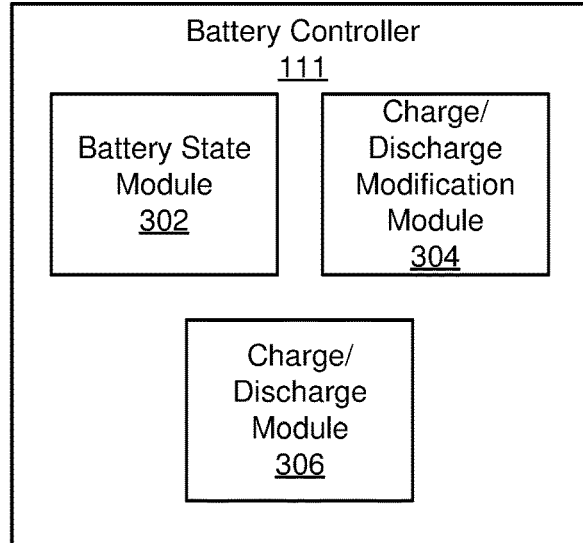 Battery Controller
111
Battery State
Module
302
Charge/
Discharge
Modification
Module
304
Charge/
Discharge
Module
306